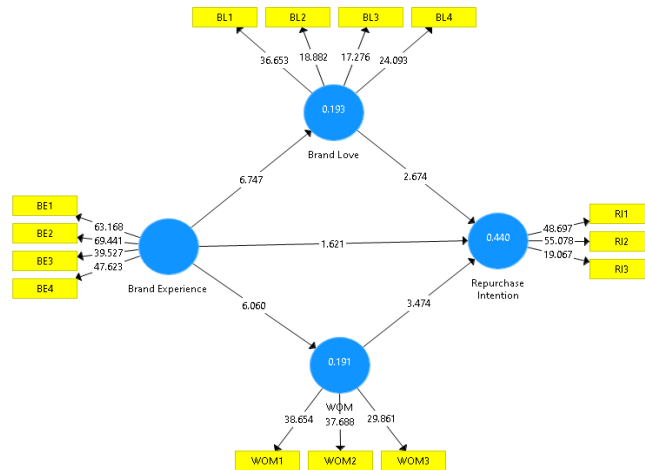 BL1
BL2
BL3
BL4
36.653
18.882
17.276
24.093
0.193
Brand Love
6.747
2.674
BE1
BE2
BE3
BE4
63.168
69.441
39.527
47.623
Brand Experience
1.621
0.440
Repurchase
Intention
48.697
55.078
19.067
RI1
RI2
RI3
6.060
3.474
0.191
WOM
38.654
37.688
29.861
WOM1
WOM2
WOM3